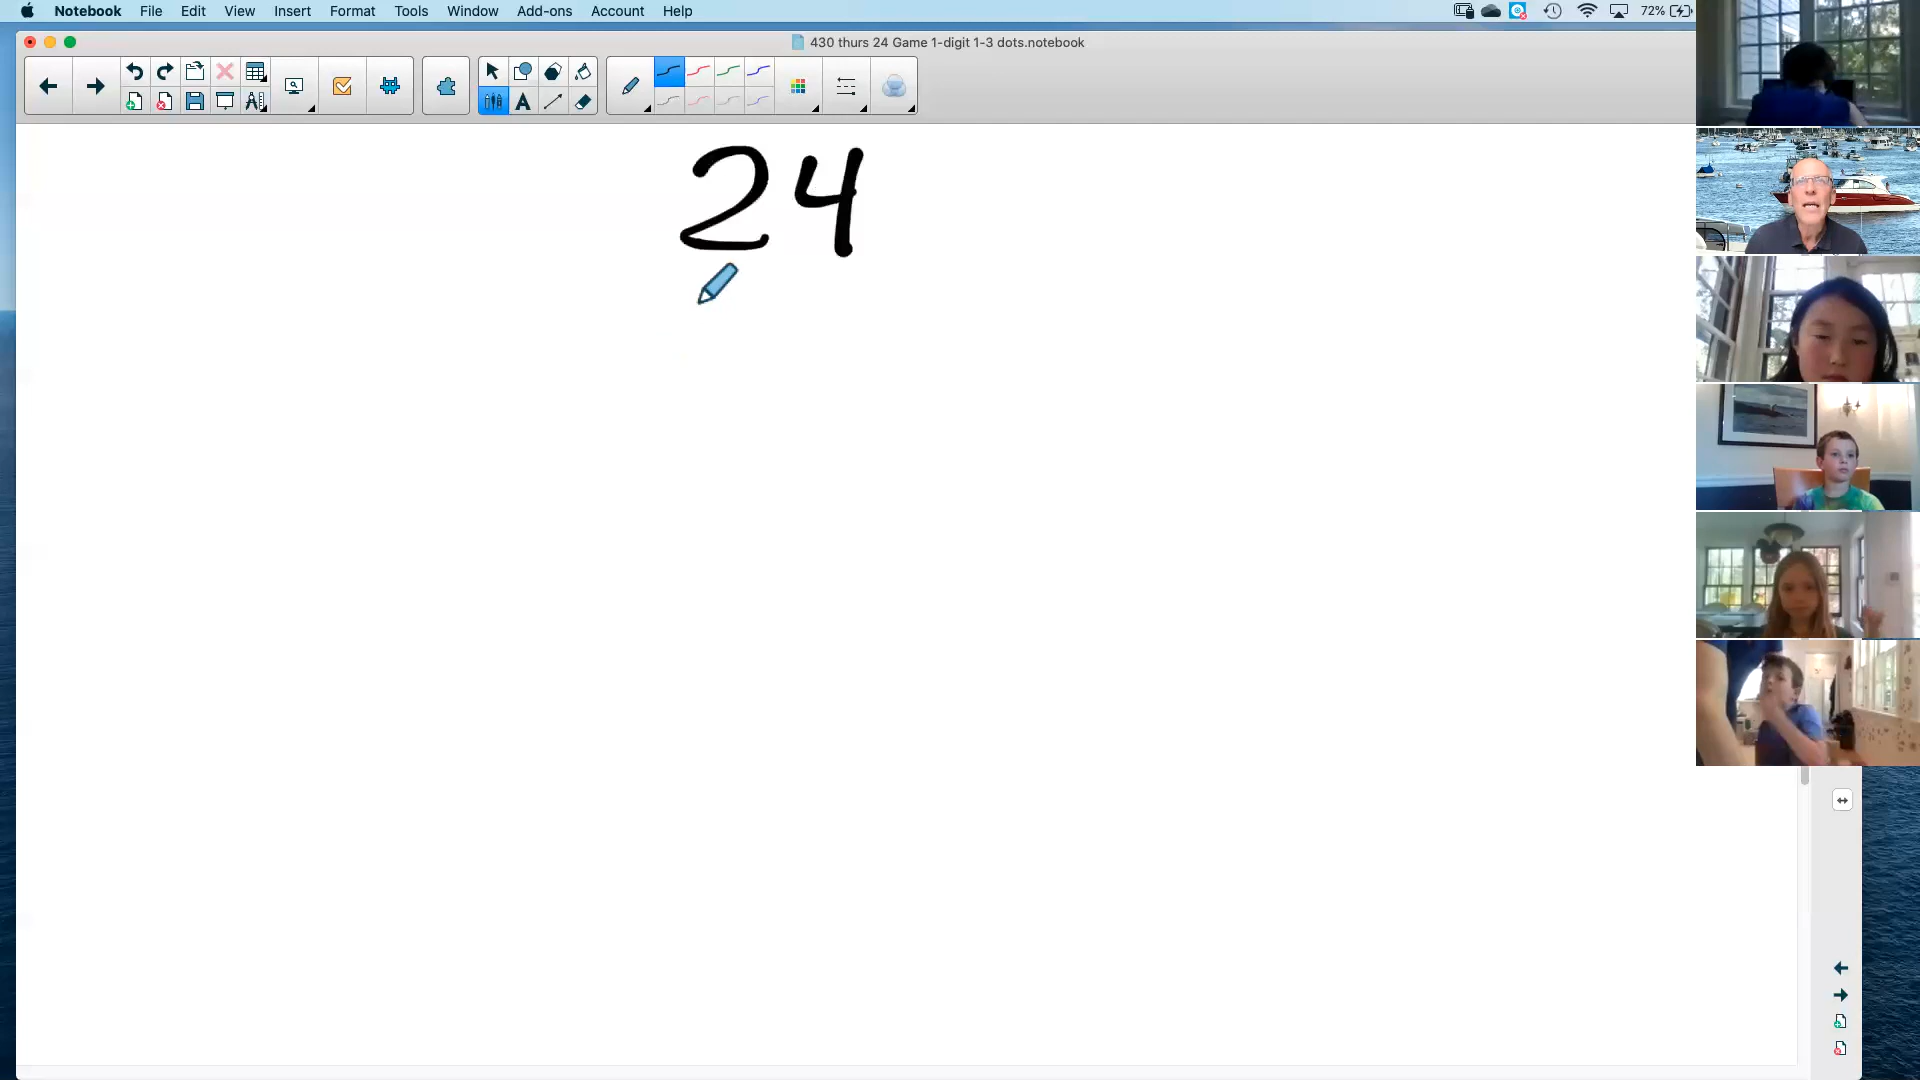 Notebook File Edit View Insert Format Tools Window Add-ons Account Help 72%
430 thurs 24 Game 1-digit 1-3 dots.notebook
A
24